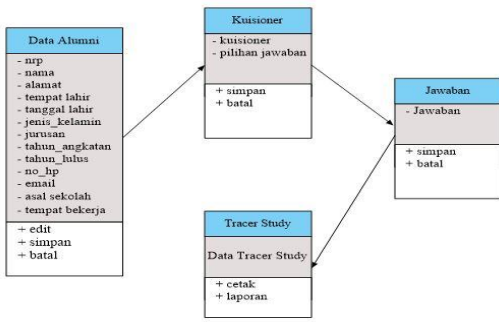 Data Alumni
- nrp
- nama
- alamat
- tempat lahir
- tanggal lahir
- jenis_kelamin
- jurusan
- tahun_angkatan
- tahun_lulus
- no_hp
- email
- asal sekolah
- tempat bekerja
+ edit
+ simpan
+ batal
Kuisioner
- kuisioner
- pilihan jawaban
+ simpan
+ batal
Jawaban
- Jawaban
+ simpan
+ batal
Tracer Study
Data Tracer Study
+ cetak
+ laporan